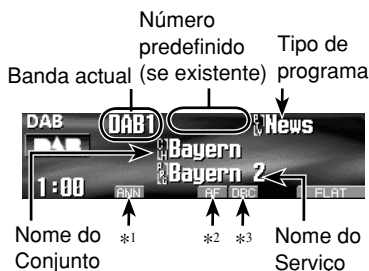 Número
predefinido
(se existente)
Tipo de
programa
Banda actual
DAB
DAB1
News
DAB
Bayern
Bayern 2
1:00
ANN
AF
DRC
FLAT
*1
*2
*3
Nome do
Conjunto
Nome do
Servico